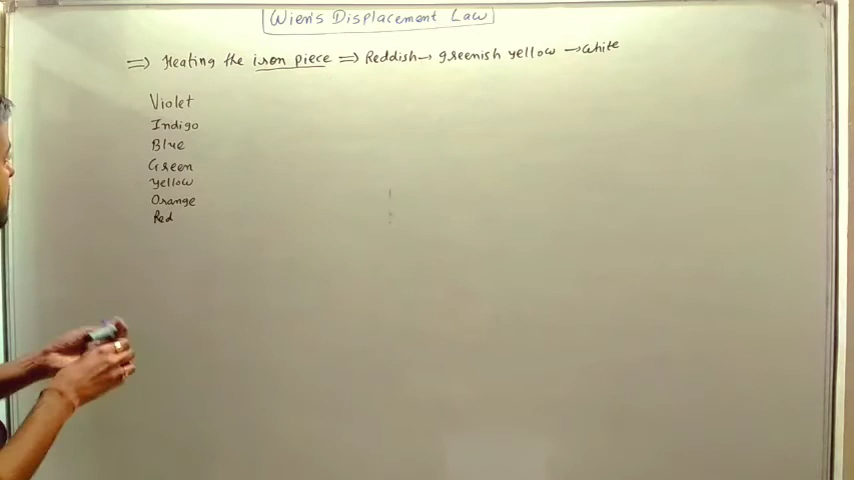 Wien's Displacement Law
⇒ Heating the iron piece ⇒ Reddish → greenish yellow → white
Violet
Indigo
Blue
Green
yellow
Orange
Red